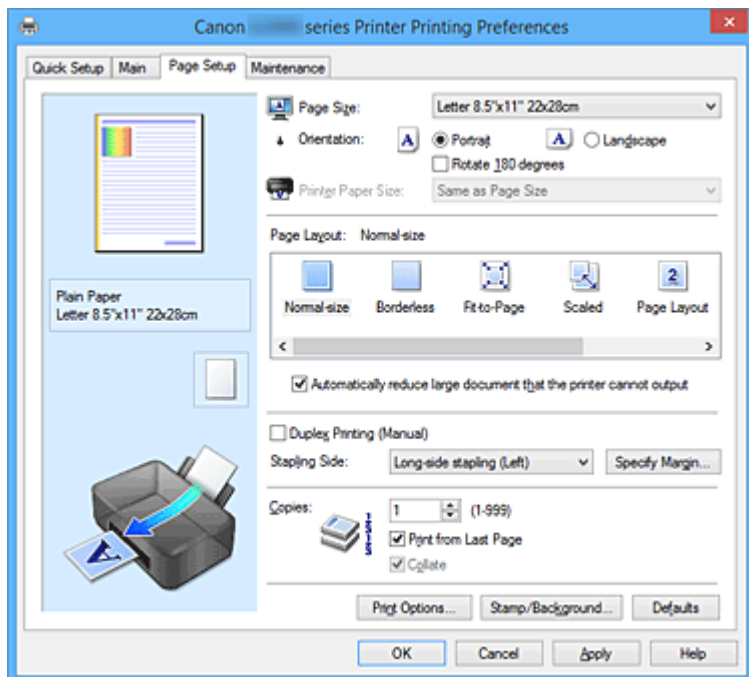 Canon series Printer Printing Preferences
Quick Setup Main Page Setup Maintenance
Page Size: Letter 8.5"x11" 22x28cm
Orientation: A Portrait A Landscape
Rotate 180 degrees
Printer Paper Size: Same as Page Size
Page Layout: Normal-size
2
Normal-size Borderless Fit-to-Page Scaled Page Layout
Plain Paper
Letter 8.5"x11" 22x28cm
Automatically reduce large document that the printer cannot output
Duplex Printing (Manual)
Stapling Side: Long-side stapling (Left) Specify Margin...
Copies: 1 (1-999)
Print from Last Page
Collate
A
Print Options... Stamp/Background... Defaults
OK Cancel Apply Help